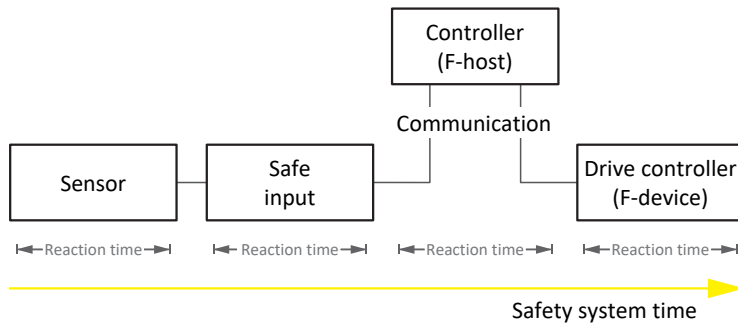 Controller
(F-host)
Communication
Sensor
Safe
input
Drive controller
(F-device)
Reaction time
Reaction time
Reaction time
Reaction time
Safety system time